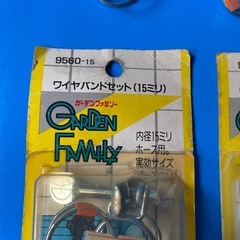 9560-15
ワイヤバンドセット(15ミリ)
ガーデンファミリー
GARDEN
FAMILY
内径15ミリ
ホース用。
実効サイズ